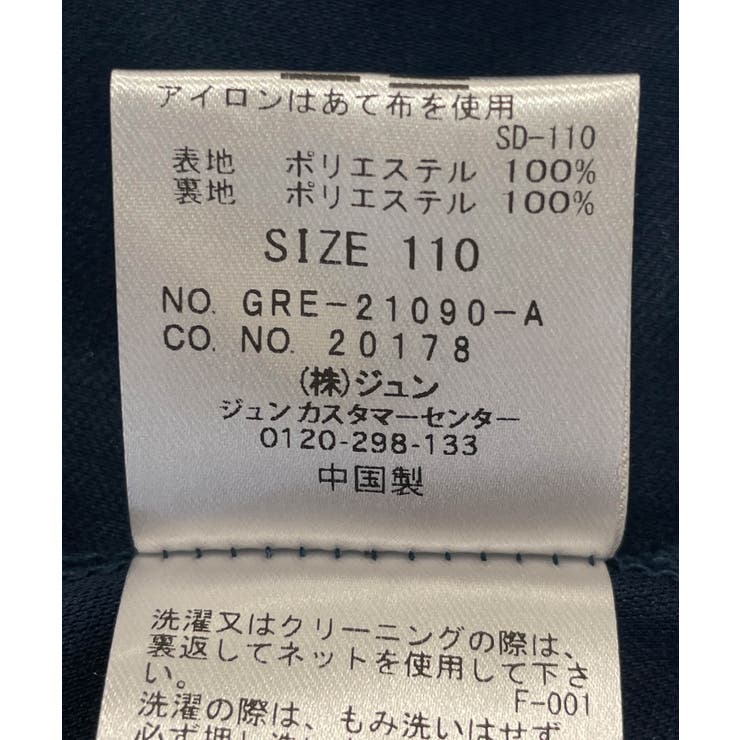 アイロンはあて布を使用
SD-110
表地 ポリエステル 100%
裏地 ポリエステル 100%
SIZE 110
NO. GRE-21090-A
CO. NO. 20178
(株)ジュン
ジュンカスタマーセンター
0120-298-133
中国製
洗濯又はクリーニングの際は、
裏返してネットを使用して下さ
い。
F-001
洗濯の際は、もみ洗いはせず
必ず押し洗